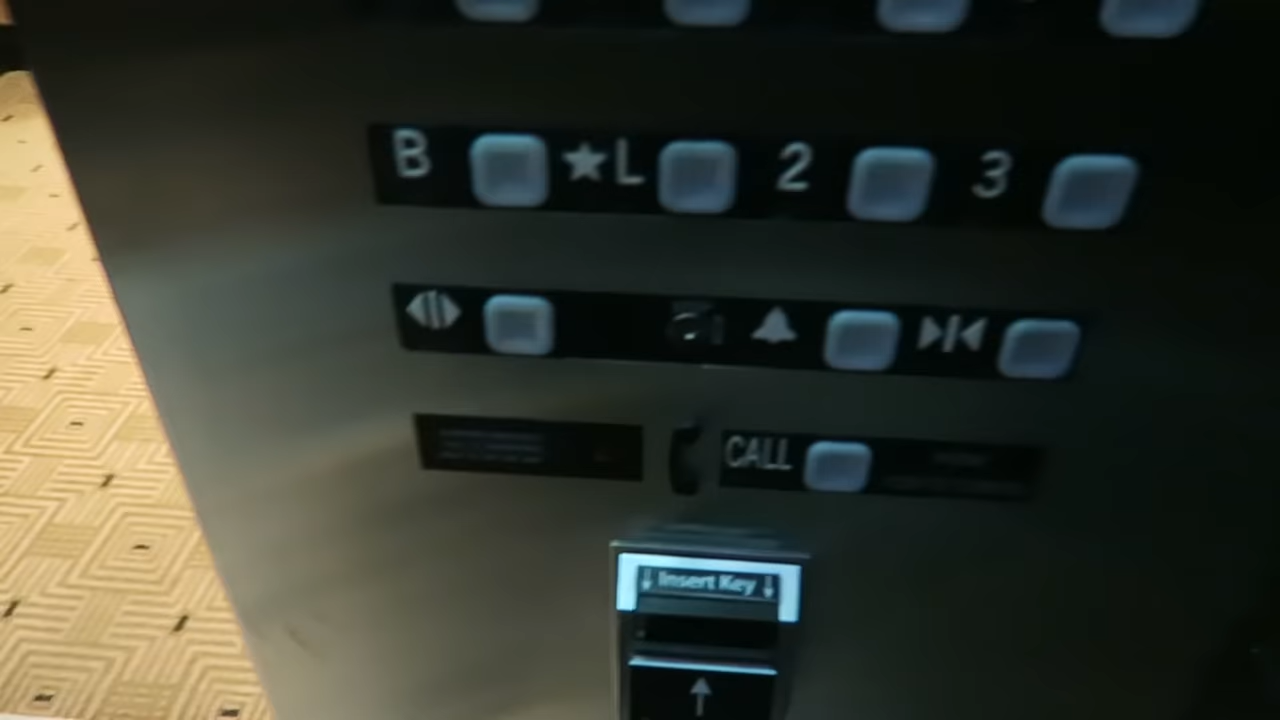 B ★L 2 3
CALL
↓ Insert Key ↓
↑